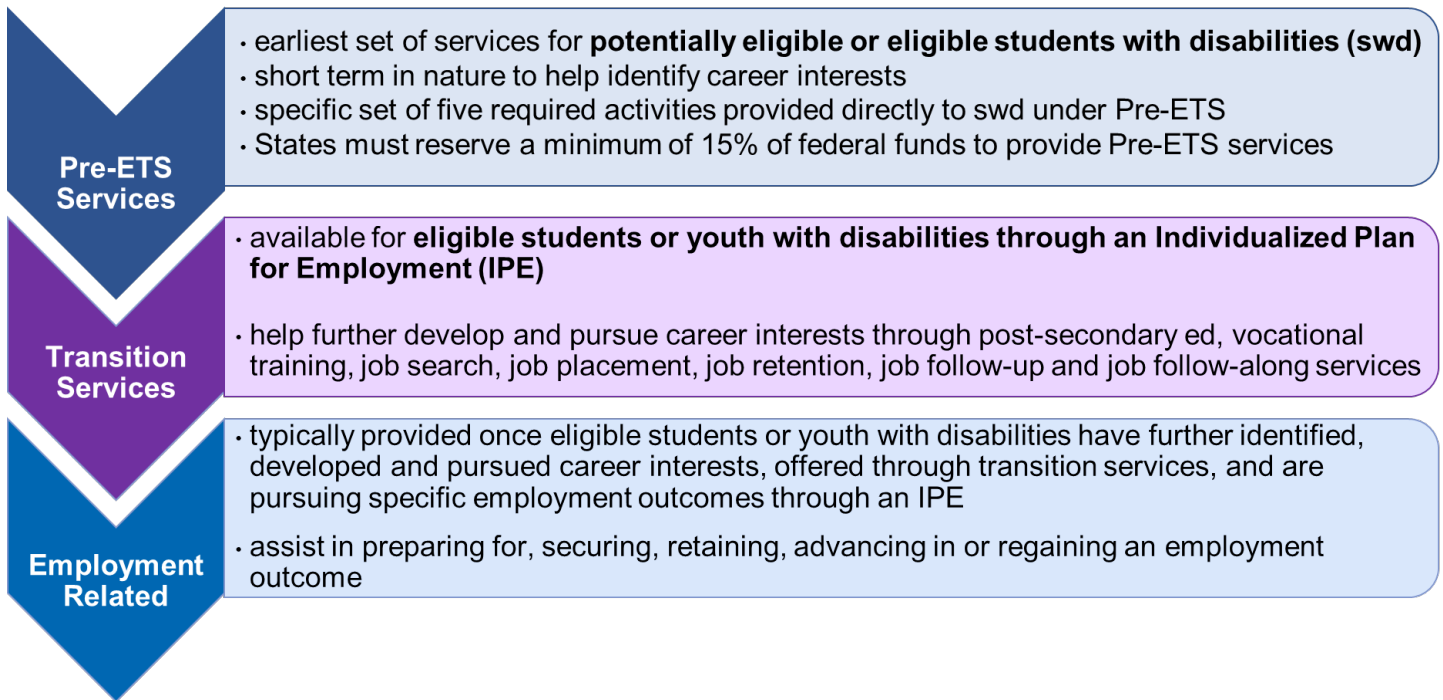 Pre-ETS
Services
· earliest set of services for potentially eligible or eligible students with disabilities (swd)
· short term in nature to help identify career interests
· specific set of five required activities provided directly to swd under Pre-ETS
· States must reserve a minimum of 15% of federal funds to provide Pre-ETS services
Transition
Services
· available for eligible students or youth with disabilities through an Individualized Plan
for Employment (IPE)
· help further develop and pursue career interests through post-secondary ed, vocational
training, job search, job placement, job retention, job follow-up and job follow-along services
Employment
Related
· typically provided once eligible students or youth with disabilities have further identified,
developed and pursued career interests, offered through transition services, and are
pursuing specific employment outcomes through an IPE
· assist in preparing for, securing, retaining, advancing in or regaining an employment
outcome